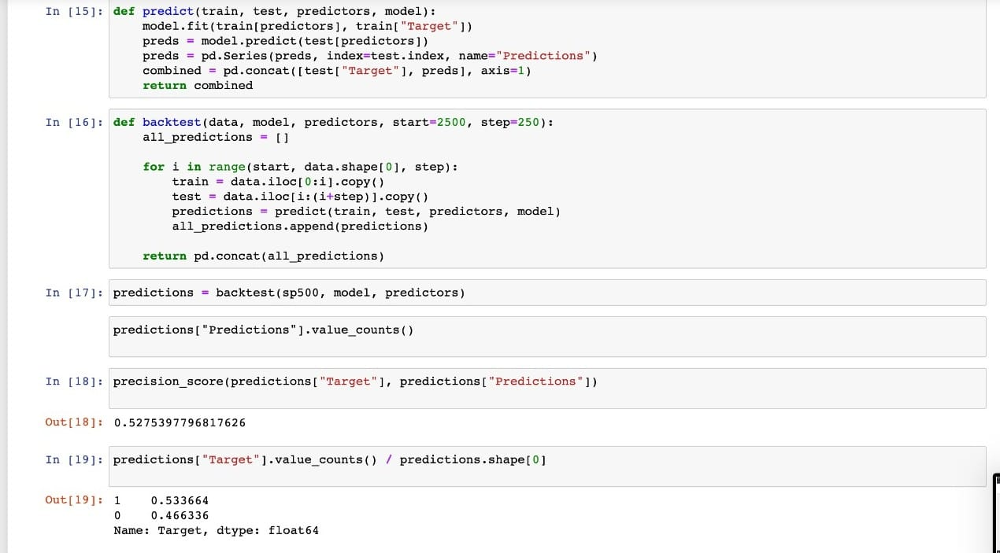 In [15]: def predict(train, test, predictors, model):
    model.fit(train[predictors], train["Target"])
    preds = model.predict(test[predictors])
    preds = pd.Series(preds, index=test.index, name="Predictions")
    combined = pd.concat([test["Target"], preds], axis=1)
    return combined
In [16]: def backtest(data, model, predictors, start=2500, step=250):
    all_predictions = []
    for i in range(start, data.shape[0], step):
        train = data.iloc[0:i].copy()
        test = data.iloc[i:(i+step)].copy()
        predictions = predict(train, test, predictors, model)
        all_predictions.append(predictions)
    return pd.concat(all_predictions)
In [17]: predictions = backtest(sp500, model, predictors)
predictions["Predictions"].value_counts()
In [18]: precision_score(predictions["Target"], predictions["Predictions"])
Out[18]: 0.5275397796817626
In [19]: predictions["Target"].value_counts() / predictions.shape[0]
Out[19]: 1    0.533664
0    0.466336
Name: Target, dtype: float64